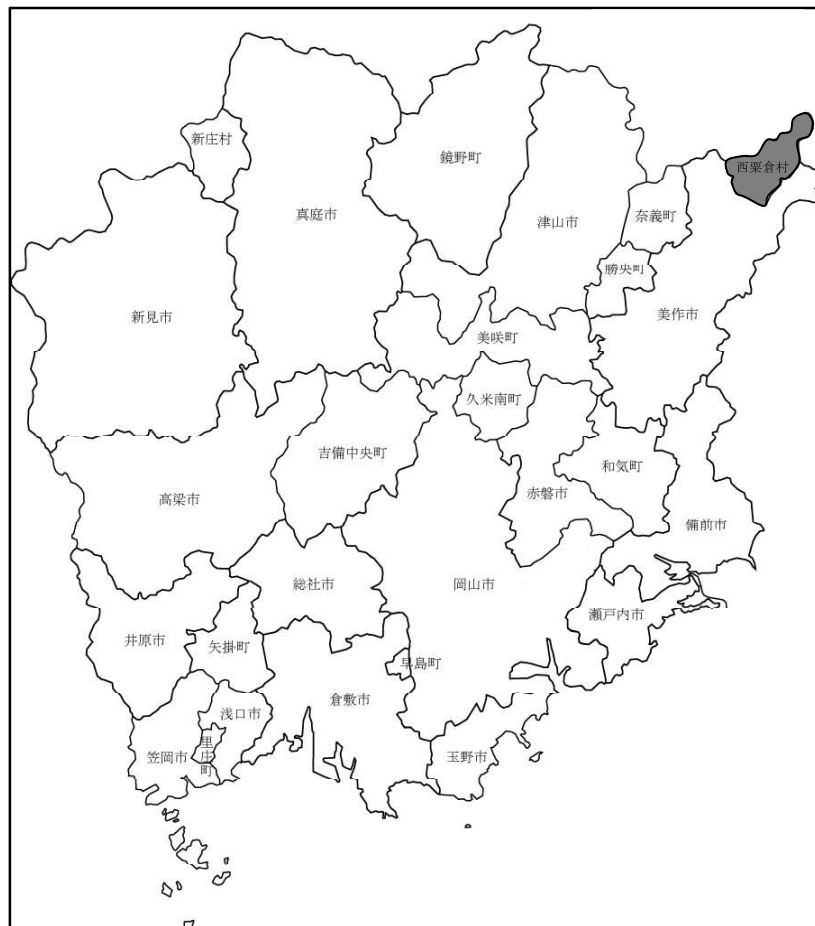 新庄村
鏡野町
西粟倉村
真庭市
津山市
奈義町
勝央町
新見市
美作市
美咲町
久米南町
吉備中央町
和気町
高梁市
赤磐市
備前市
総社市
岡山市
瀬戸内市
井原市
矢掛町
早島町
倉敷市
浅口市
笠岡市
里庄町
玉野市